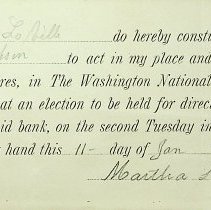 do hereby constu
to act in my place and
res, in The Washington National
at an election to be held for direc
id bank, on the second Tuesday in
hand this 11- day of Jan
Martha